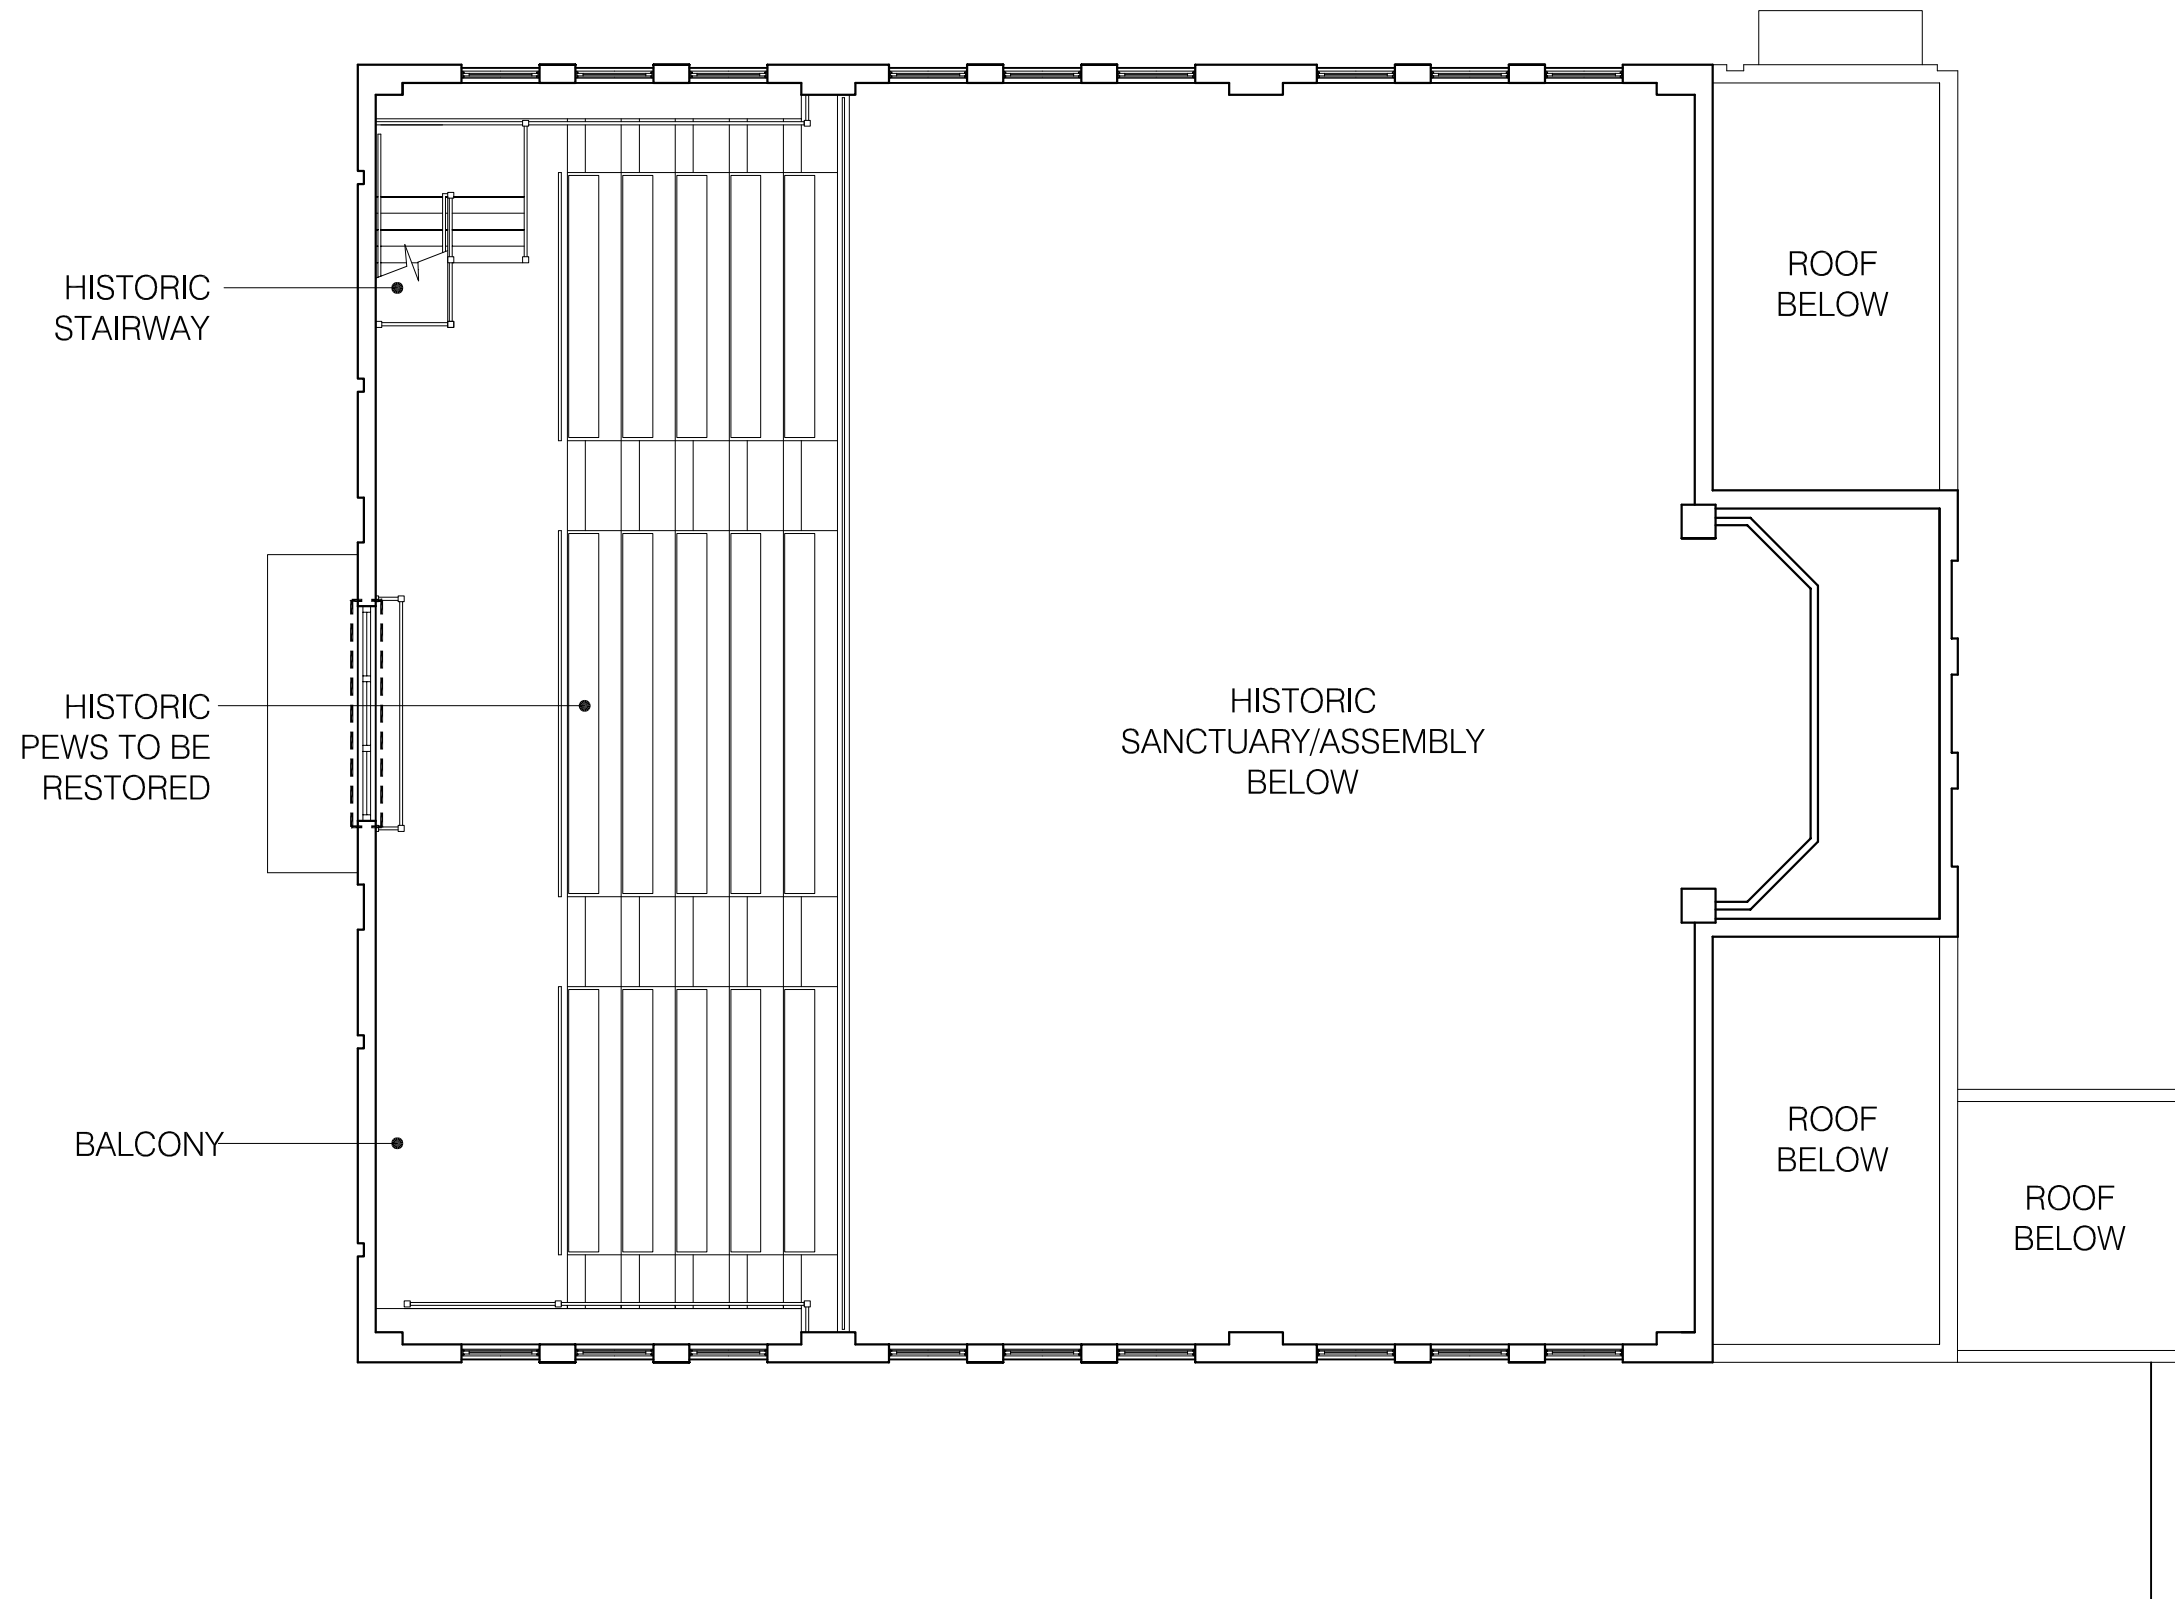 HISTORIC
STAIRWAY
HISTORIC
PEWS TO BE
RESTORED
BALCONY
HISTORIC
SANCTUARY/ASSEMBLY
BELOW
ROOF
BELOW
ROOF
BELOW
ROOF
BELOW